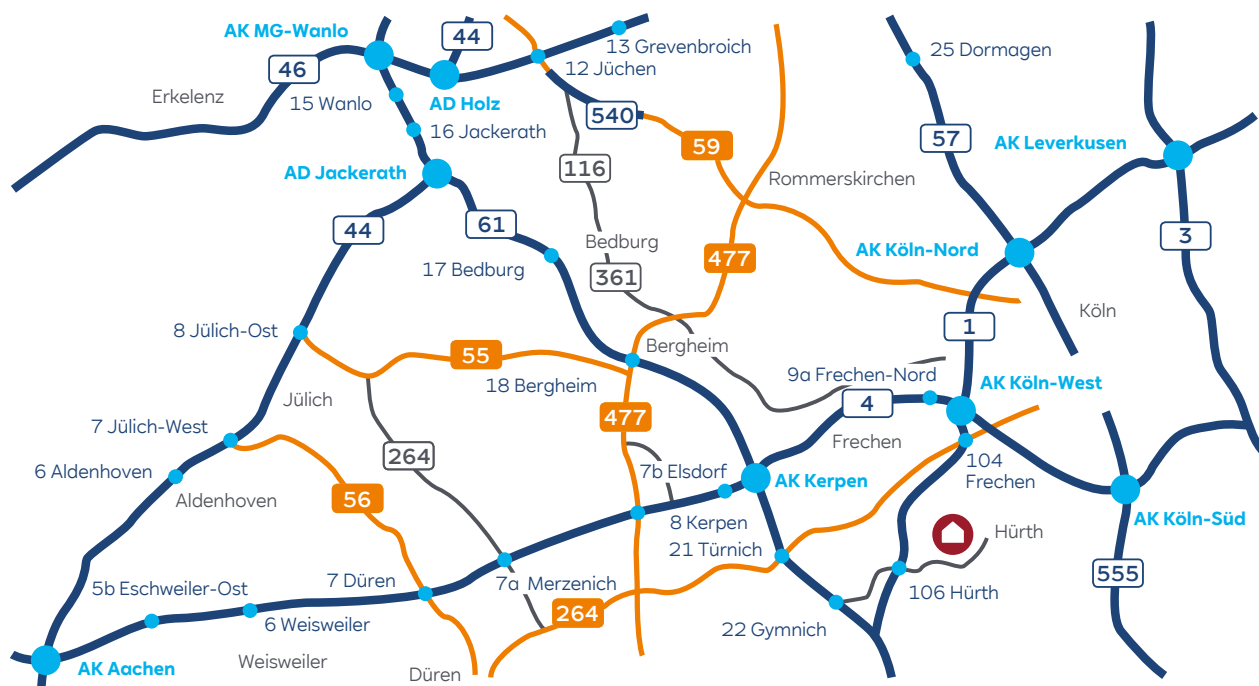 AK MG-Wanlo
44
13 Grevenbroich
25 Dormagen
46
12 Jüchen
Erkelenz
15 Wanlo
AD Holz
540
16 Jackerath
57
AK Leverkusen
59
116
AD Jackerath
Rommerskirchen
44
61
Bedburg
3
AK Köln-Nord
477
17 Bedburg
361
Köln
8 Jülich-Ost
1
Bergheim
55
18 Bergheim
9a Frechen-Nord
AK Köln-West
Jülich
4
477
7 Jülich-West
Frechen
264
104
Frechen
6 Aldenhoven
7b Elsdorf
AK Kerpen
Aldenhoven
56
8 Kerpen
AK Köln-Süd
21 Türnich
Hürth
555
7 Düren
7a Merzenich
5b Eschweiler-Ost
106 Hürth
264
6 Weisweiler
22 Gymnich
Weisweiler
AK Aachen
Düren